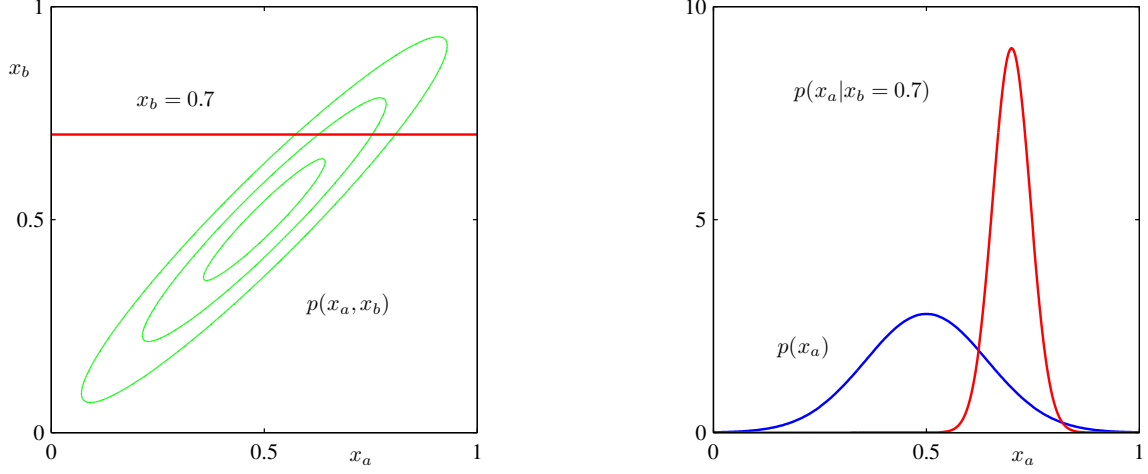 1
x_b
x_b = 0.7
0.5
p(x_a, x_b)
0
0
0.5
x_a
1
10
p(x_a|x_b = 0.7)
5
p(x_a)
0
0
0.5
x_a
1